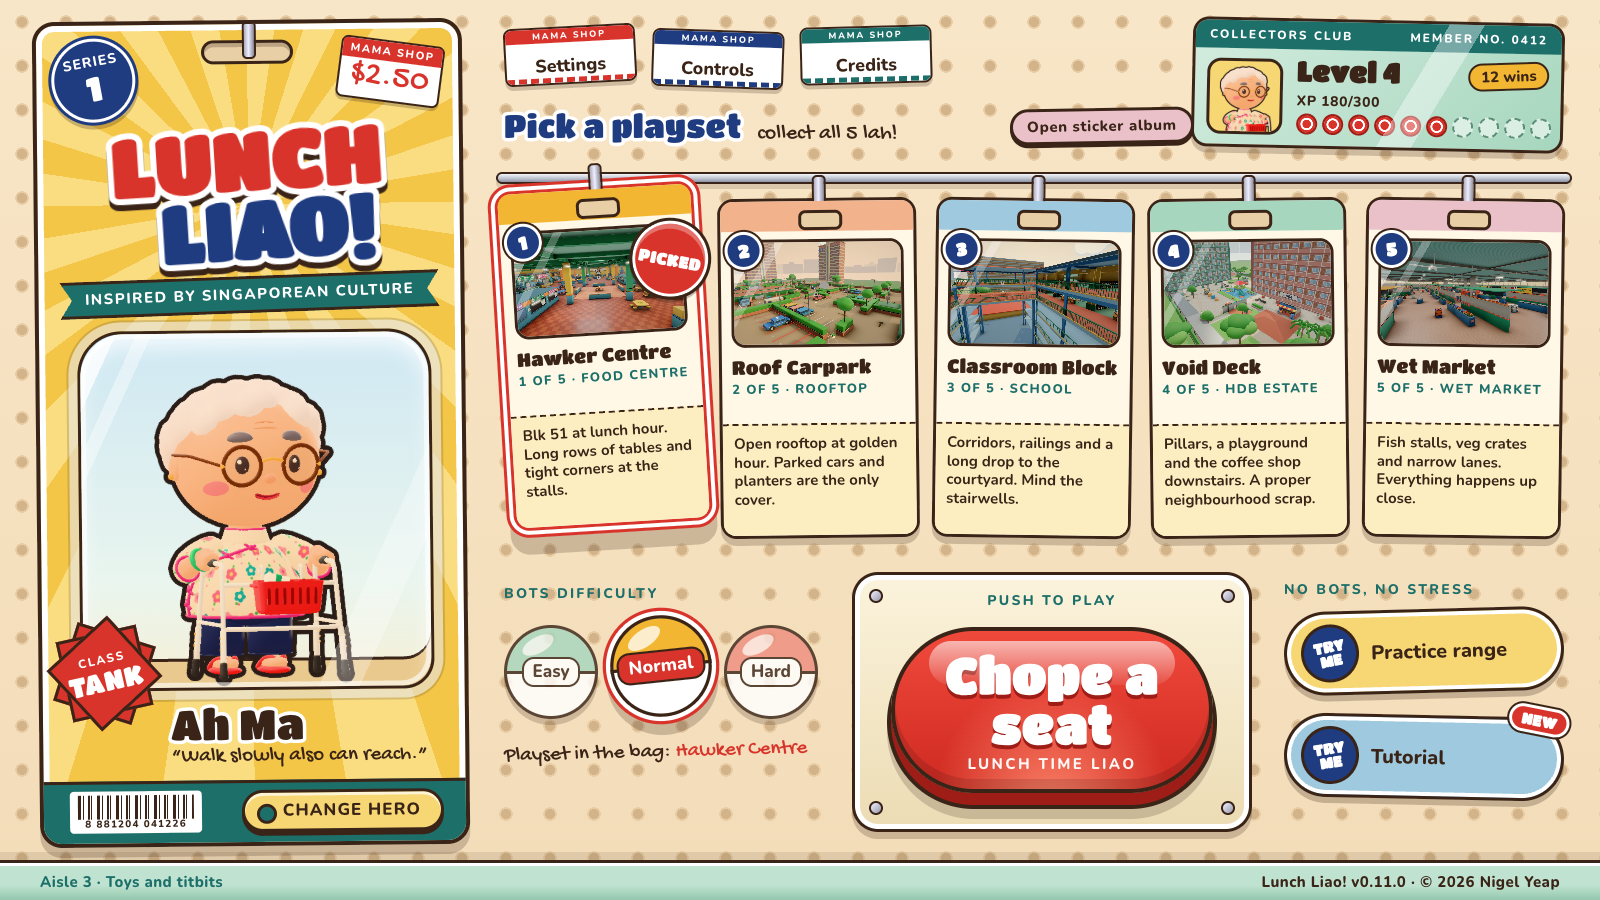 SERIES
1
MAMA SHOP
$2.50
LUNCH
LIAO!
INSPIRED BY SINGAPOREAN CULTURE
CLASS
TANK
Ah Ma
“Walk slowly also can reach.”
8 881204 041226
CHANGE HERO
MAMA SHOP
Settings
MAMA SHOP
Controls
MAMA SHOP
Credits
Pick a playset
collect all 5 lah!
Open sticker album
COLLECTORS CLUB
MEMBER NO. 0412
Level 4
12 wins
XP 180/300
1
PICKED
Hawker Centre
1 OF 5 · FOOD CENTRE
Blk 51 at lunch hour.
Long rows of tables and
tight corners at the
stalls.
2
Roof Carpark
2 OF 5 · ROOFTOP
Open rooftop at golden
hour. Parked cars and
planters are the only
cover.
3
Classroom Block
3 OF 5 · SCHOOL
Corridors, railings and a
long drop to the
courtyard. Mind the
stairwells.
4
Void Deck
4 OF 5 · HDB ESTATE
Pillars, a playground
and the coffee shop
downstairs. A proper
neighbourhood scrap.
5
Wet Market
5 OF 5 · WET MARKET
Fish stalls, veg crates
and narrow lanes.
Everything happens up
close.
BOTS DIFFICULTY
Easy
Normal
Hard
Playset in the bag: Hawker Centre
PUSH TO PLAY
Chope a
seat
LUNCH TIME LIAO
NO BOTS, NO STRESS
TRY
ME
Practice range
NEW
TRY
ME
Tutorial
Aisle 3 · Toys and titbits
Lunch Liao! v0.11.0 · © 2026 Nigel Yeap